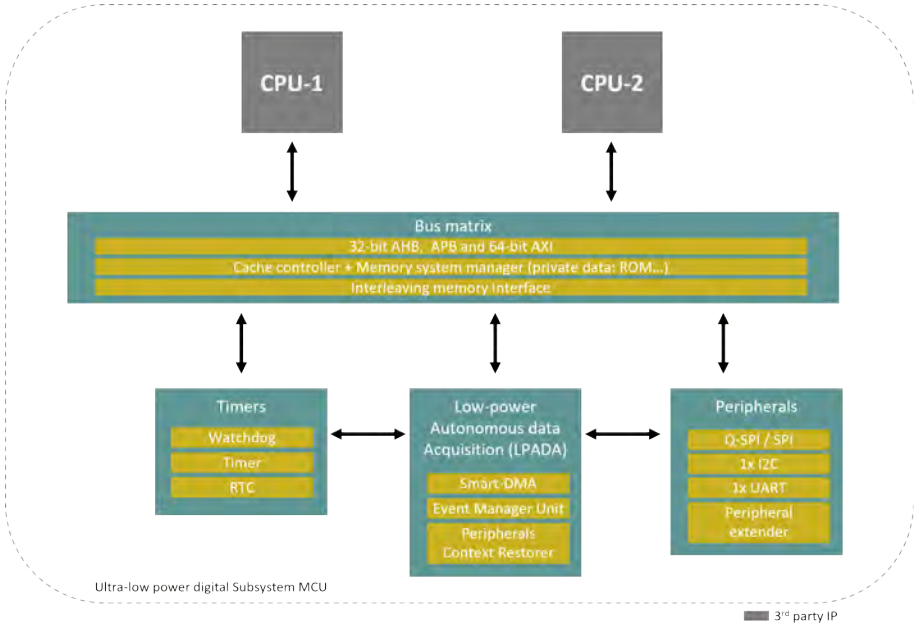 CPU-1
CPU-2
Bus matrix
32-bit AHB, APB and 64-bit AXI
Cache controller + Memory system manager (private data: ROM...)
Interleaving memory interface
Timers
Watchdog
Timer
RTC
Low-power
Autonomous data
Acquisition (LPADA)
Smart-DMA
Event Manager Unit
Peripherals
Context Restorer
Peripherals
Q-SPI / SPI
1x I2C
1x UART
Peripheral
extender
Ultra-low power digital Subsystem MCU
3rd party IP